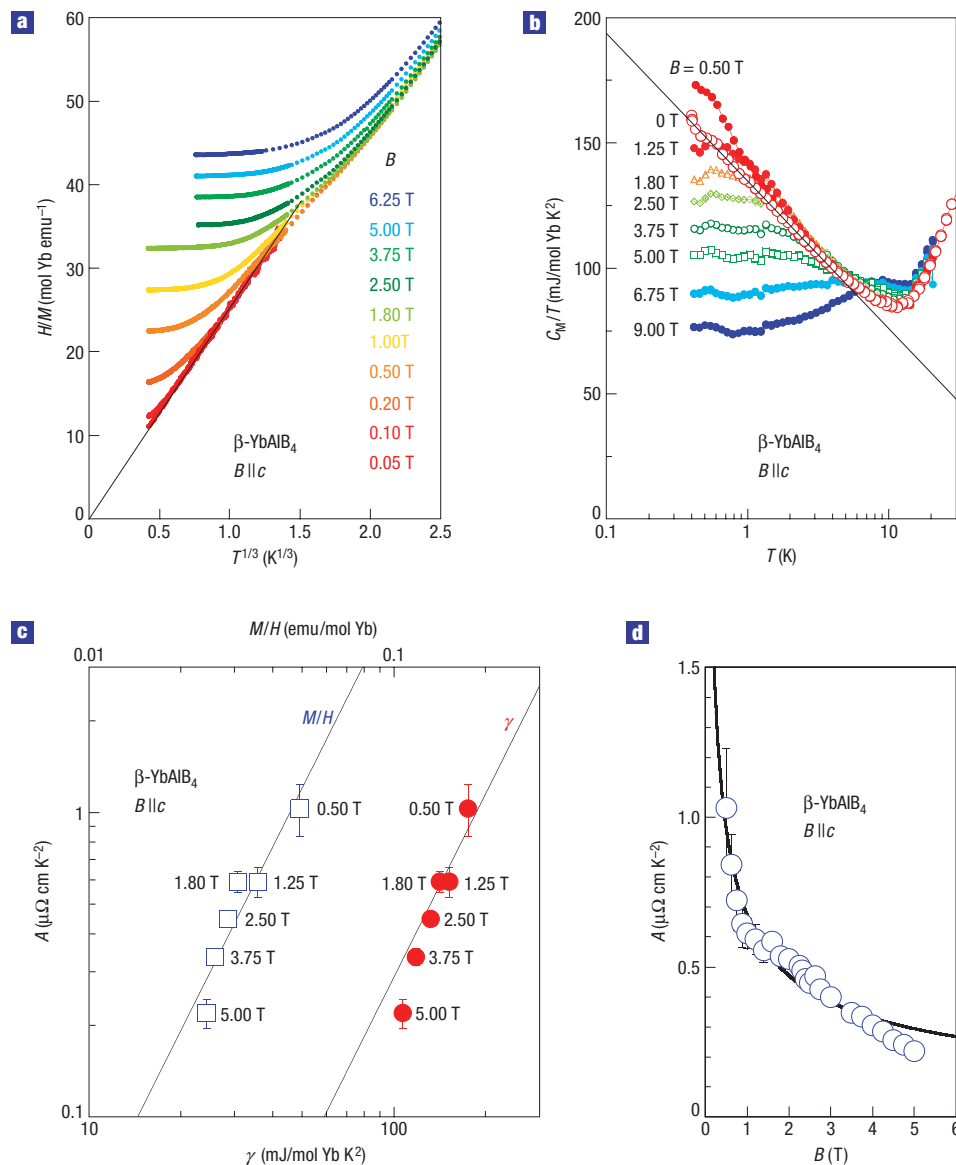 a
60
50
40
30
20
10
0
H/M (mol Yb emu⁻¹)
0
0.5
1.0
1.5
2.0
2.5
T^1/3 (K^1/3)
B
6.25 T
5.00 T
3.75 T
2.50 T
1.80 T
1.00T
0.50 T
0.20 T
0.10 T
0.05 T
β-YbAlB₄
B || c
b
200
150
100
50
0
C_M/T (mJ/mol Yb K²)
0.1
1
10
T (K)
B = 0.50 T
0 T
1.25 T
1.80 T
2.50 T
3.75 T
5.00 T
6.75 T
9.00 T
β-YbAlB₄
B || c
c
M/H (emu/mol Yb)
0.01
0.1
M/H
γ
β-YbAlB₄
B || c
0.50 T
0.50 T
1.80 T
1.25 T
1.80 T
1.25 T
2.50 T
2.50 T
3.75 T
3.75 T
5.00 T
5.00 T
1
0.1
A (μΩ cm K⁻²)
10
100
γ (mJ/mol Yb K²)
d
1.5
1.0
0.5
0
A (μΩ cm K⁻²)
β-YbAlB₄
B || c
0
1
2
3
4
5
6
B (T)